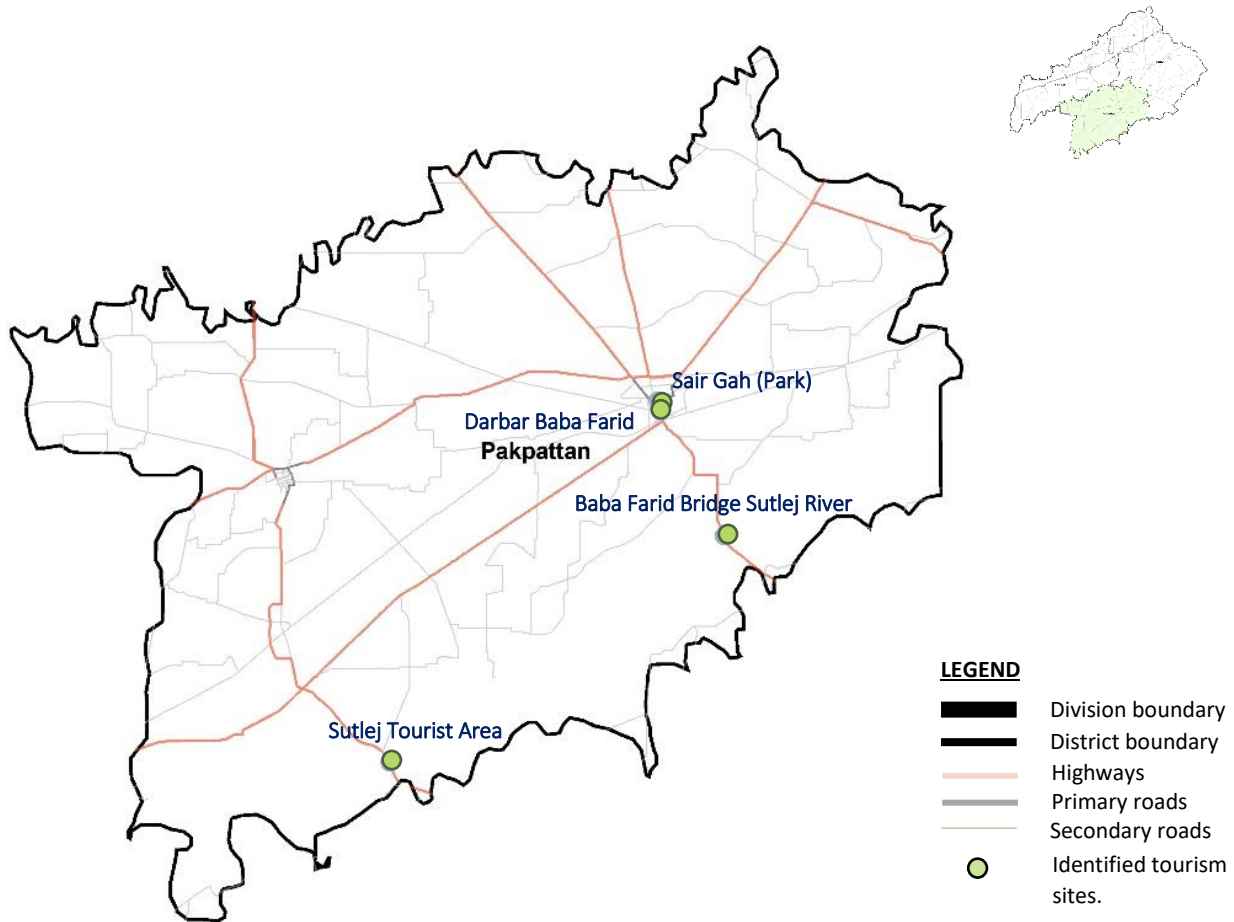 Sair Gah (Park)
Darbar Baba Farid
Pakpattan
Baba Farid Bridge Sutlej River
Sutlej Tourist Area
LEGEND
Division boundary
District boundary
Highways
Primary roads
Secondary roads
Identified tourism
sites.